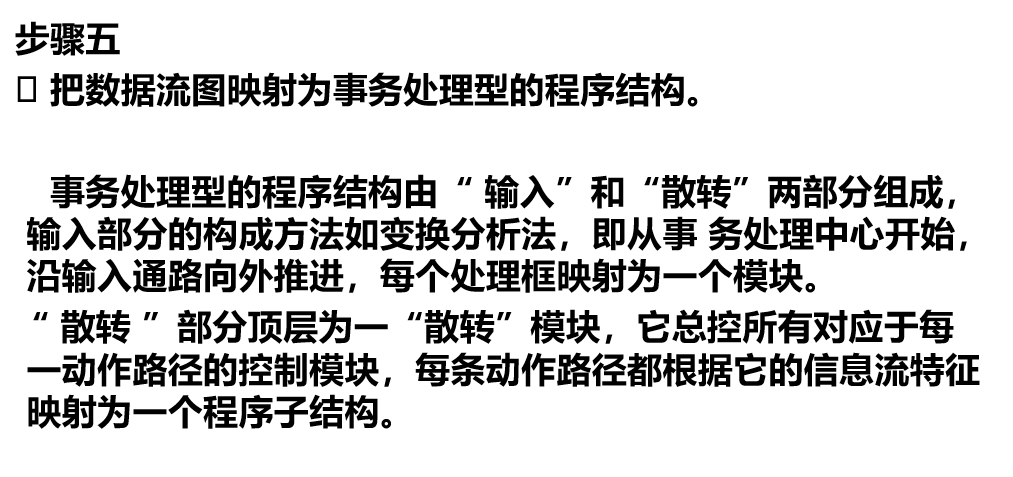 步骤五
□ 把数据流图映射为事务处理型的程序结构。
事务处理型的程序结构由“ 输入”和“散转”两部分组成，
输入部分的构成方法如变换分析法，即从事 务处理中心开始，
沿输入通路向外推进，每个处理框映射为一个模块。
“ 散转 ”部分顶层为一“散转”模块，它总控所有对应于每
一动作路径的控制模块，每条动作路径都根据它的信息流特征
映射为一个程序子结构。